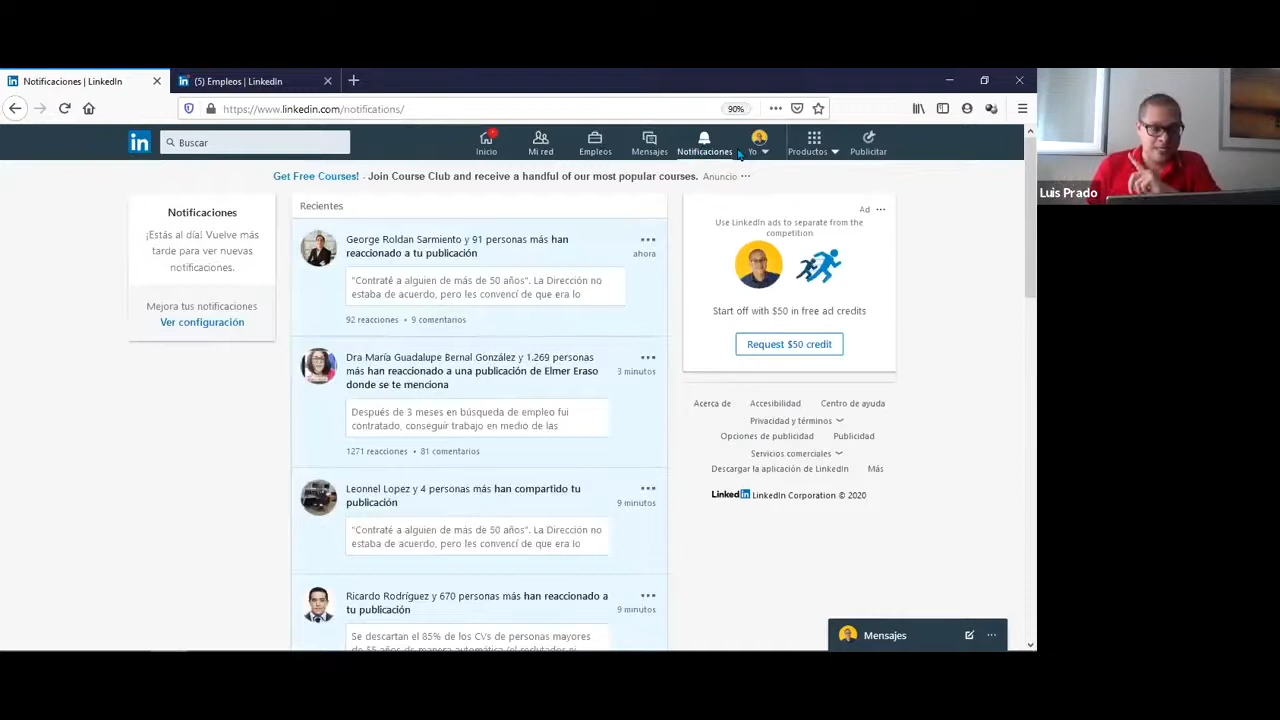 Notificaciones | LinkedIn
(5) Empleos | LinkedIn
https://www.linkedin.com/notifications/
90%
in
Buscar
Inicio
Mi red
Empleos
Mensajes
Notificaciones
Yo
Productos
Publicitar
Get Free Courses! - Join Course Club and receive a handful of our most popular courses. Anuncio
Notificaciones
¡Estás al día! Vuelve más
tarde para ver nuevas
notificaciones.
Mejora tus notificaciones
Ver configuración
Recientes
George Roldan Sarmiento y 91 personas más han
reaccionado a tu publicación
ahora
"Contraté a alguien de más de 50 años". La Dirección no
estaba de acuerdo, pero les convencí de que era lo
92 reacciones • 9 comentarios
Dra María Guadalupe Bernal González y 1.269 personas
más han reaccionado a una publicación de Elmer Eraso
donde se te menciona
3 minutos
Después de 3 meses en búsqueda de empleo fui
contratado, conseguir trabajo en medio de las
1271 reacciones • 81 comentarios
Leonnel Lopez y 4 personas más han compartido tu
publicación
9 minutos
"Contraté a alguien de más de 50 años". La Dirección no
estaba de acuerdo, pero les convencí de que era lo
Ricardo Rodríguez y 670 personas más han reaccionado a
tu publicación
9 minutos
Se descartan el 85% de los CVs de personas mayores
Ad
Use LinkedIn ads to separate from the
competition
Start off with $50 in free ad credits
Request $50 credit
Acerca de
Accesibilidad
Centro de ayuda
Privacidad y términos
Opciones de publicidad
Publicidad
Servicios comerciales
Descargar la aplicación de LinkedIn
Más
LinkedIn LinkedIn Corporation © 2020
Mensajes
Luis Prado